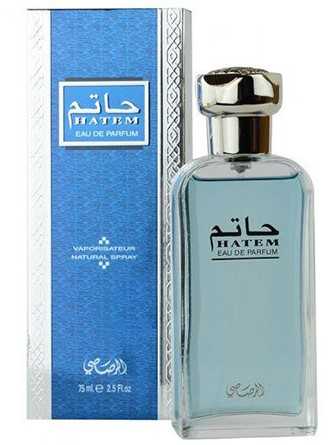 حاتم
HATEM
EAU DE PARFUM
VAPORISATEUR
NATURAL SPRAY
الرصاصي
75 ml ℮ 2.5 Fl.oz
حاتم
HATEM
EAU DE PARFUM
الرصاصي